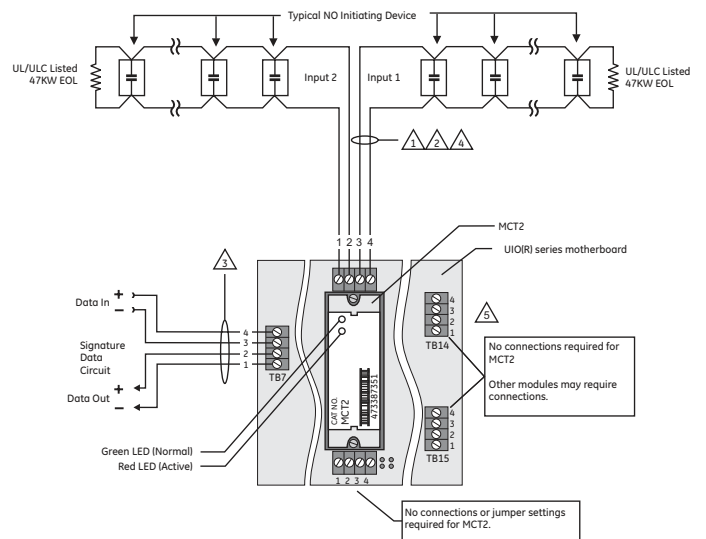 Typical NO Initiating Device
UL/ULC Listed
47KW EOL
Input 2
Input 1
UL/ULC Listed
47KW EOL
1 2 4
1 2 3 4
MCT2
UIO(R) series motherboard
3
5
Data In
+
−
Signature
Data
Circuit
Data Out
+
−
4
3
2
1
TB7
CAT NO.
MCT2
473387351
4
3
2
1
TB14
No connections required for
MCT2
Other modules may require
connections.
4
3
2
1
TB15
Green LED (Normal)
Red LED (Active)
1 2 3 4
No connections or jumper settings
required for MCT2.